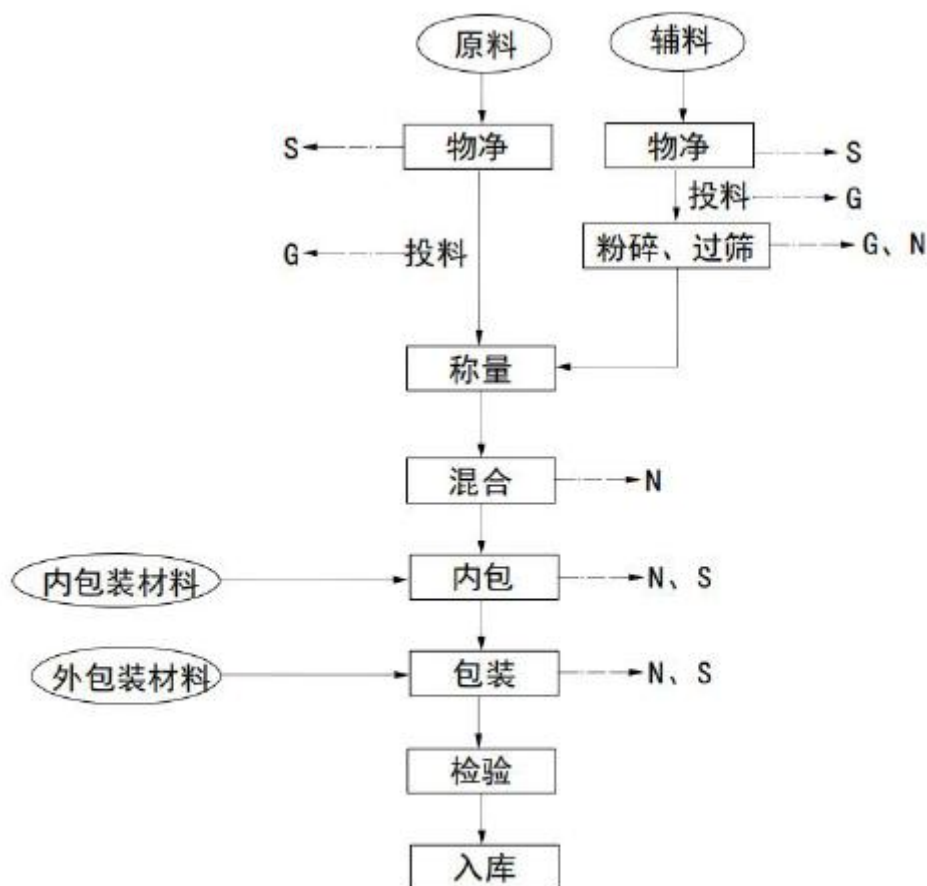 原料
辅料
S
物净
物净
S
投料
G
G
投料
粉碎、过筛
G、N
称量
混合
N
内包装材料
内包
N、S
外包装材料
包装
N、S
检验
入库